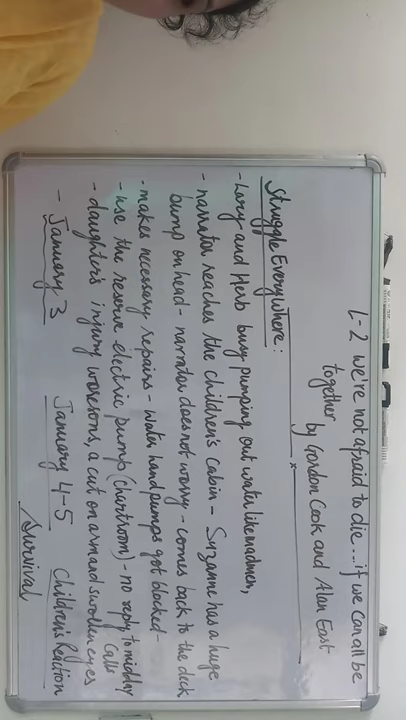 L-2 We're not afraid to die... if we can all be
together by Gordon Cook and Alan East
x
Struggle Everywhere:
- Larry and Herb busy pumping out water like madmen,
- narrator reaches the children's cabin - Suzanne has a huge
bump on head - narrator does not worry - comes back to the deck
- makes necessary repairs - water hand pumps got blocked -
- use the reserve electric pump (chartroom) - no reply to midday
calls
- daughter's injury worsens, a cut on arm and swollen eyes
- January 3 January 4-5 Children's Reaction
Survival